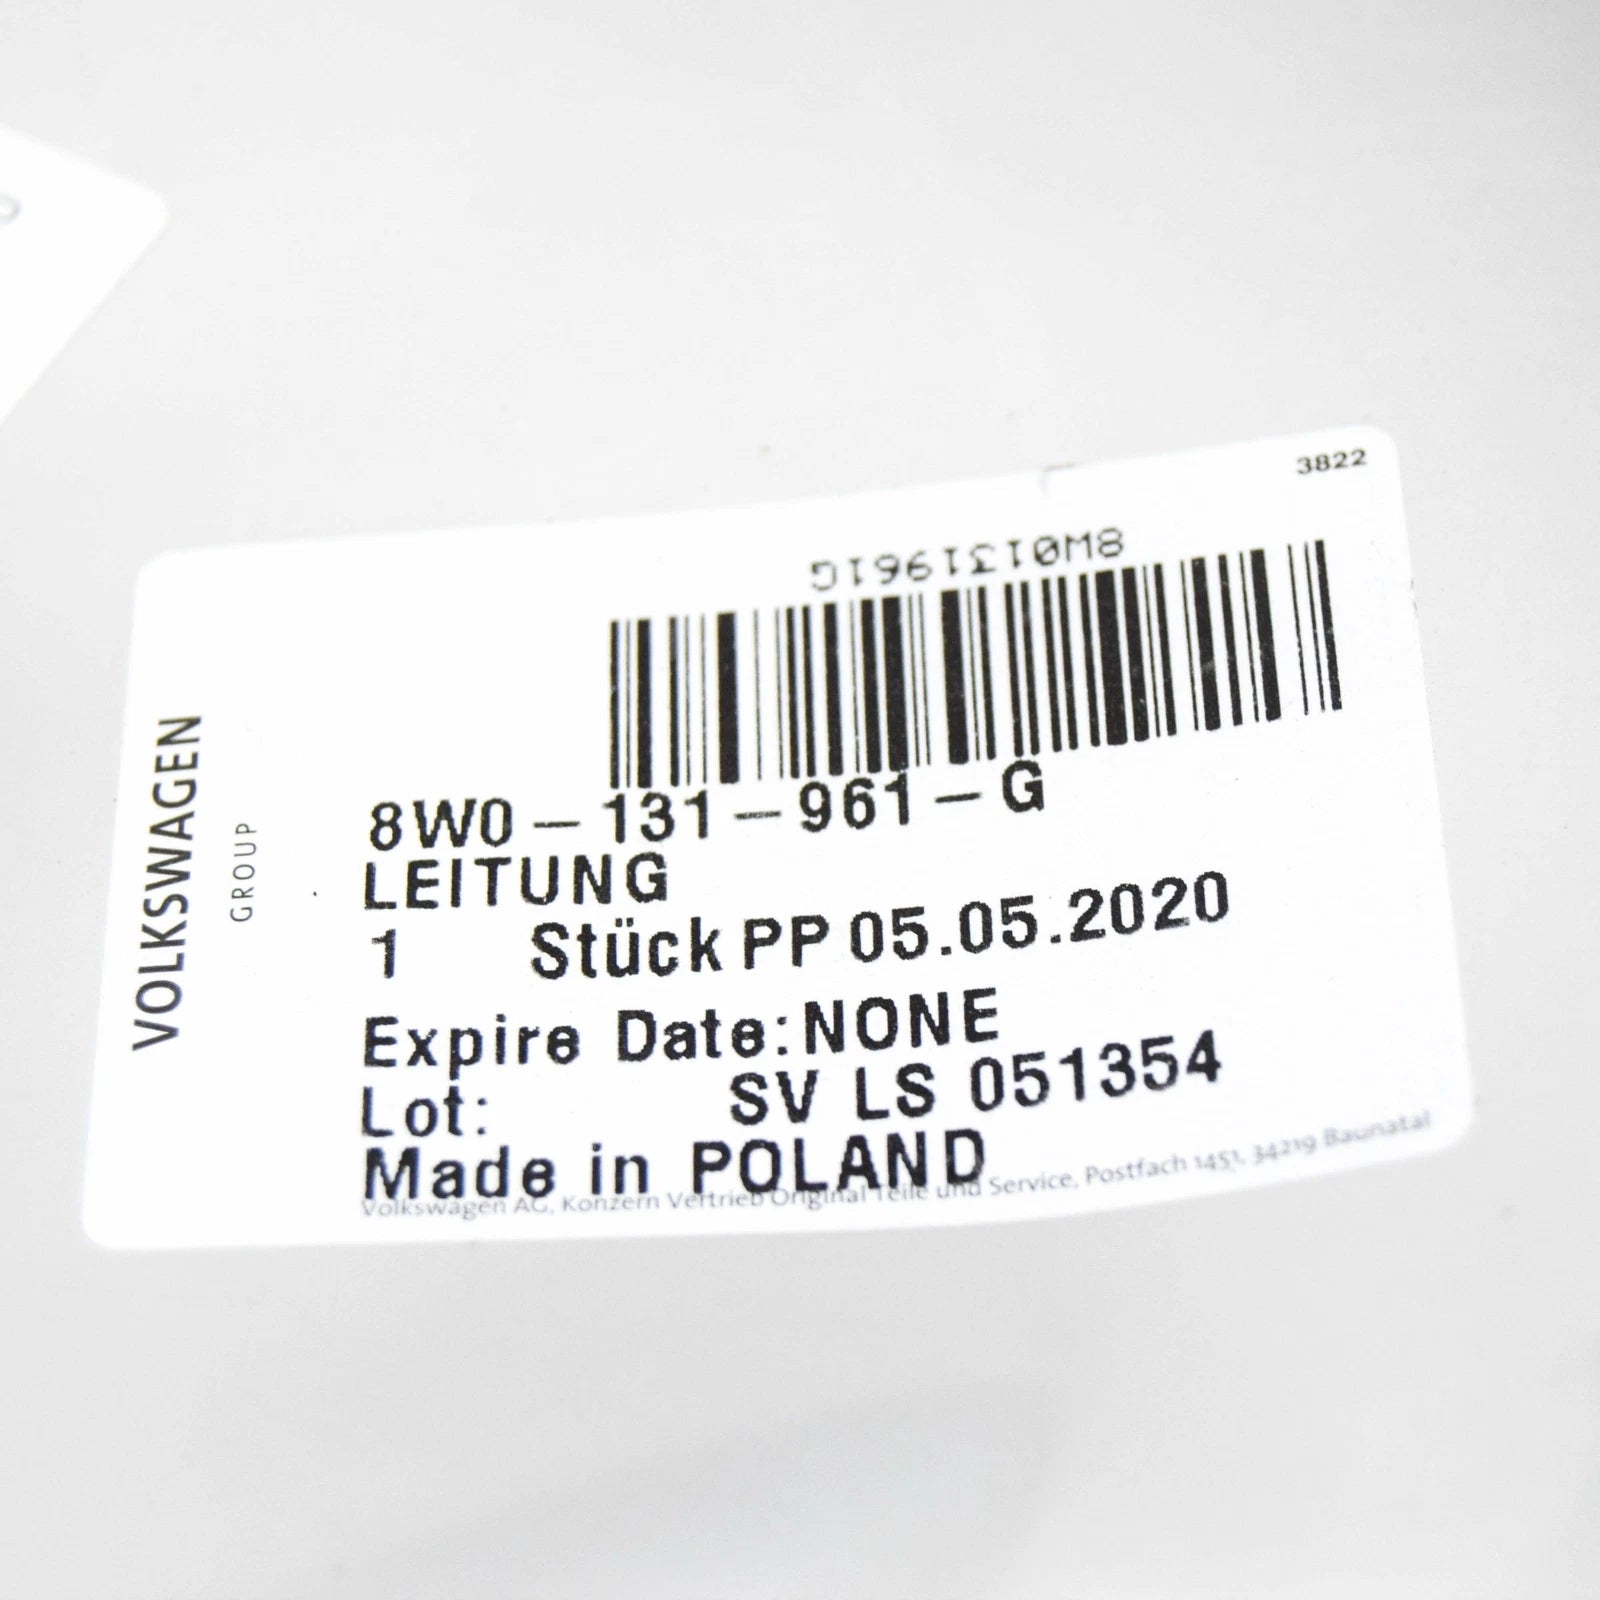 3822
8W0131961G
8W0-131-961-G
LEITUNG
1 Stück PP 05.05.2020
Expire Date:NONE
Lot: SV LS 051354
Made in POLAND
Volkswagen AG, Konzern Vertrieb Original Teile und Service, Postfach 1451, 34219 Baunatal
VOLKSWAGEN
GROUP